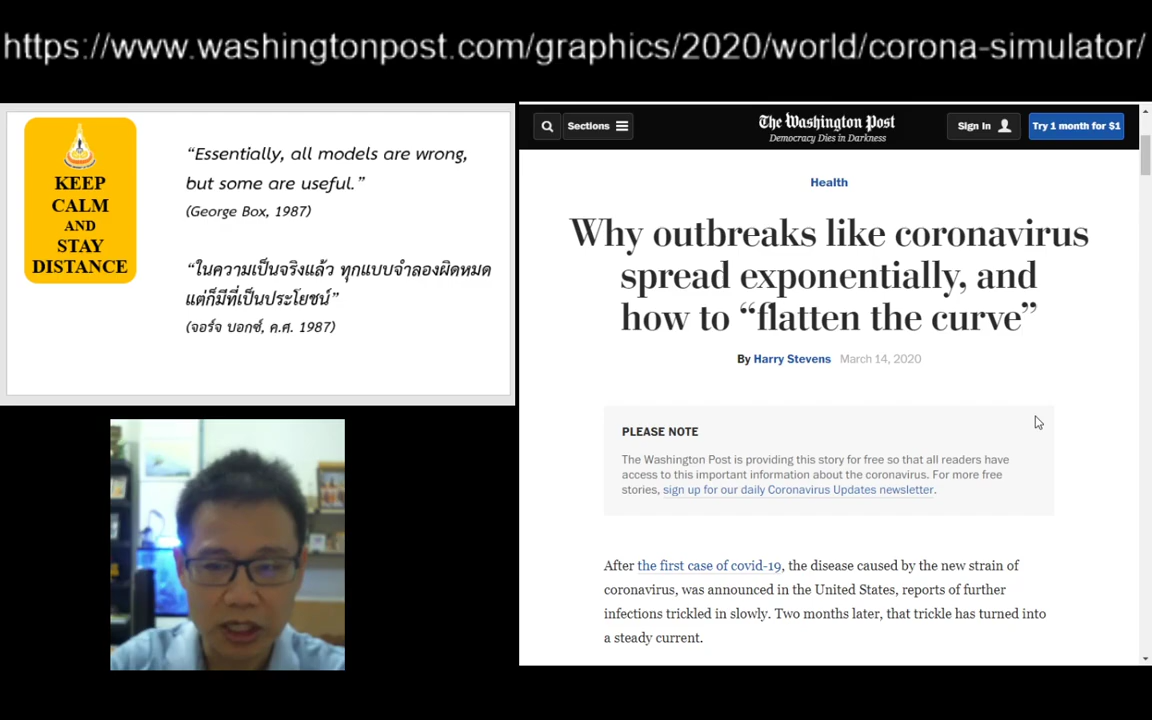 https://www.washingtonpost.com/graphics/2020/world/corona-simulator/
KEEP
CALM
AND
STAY
DISTANCE
“Essentially, all models are wrong,
but some are useful.”
(George Box, 1987)
“ในความเป็นจริงแล้ว ทุกแบบจำลองผิดหมด
แต่ก็มีที่เป็นประโยชน์”
(จอร์จ บอกซ์, ค.ศ. 1987)
Sections
The Washington Post
Democracy Dies in Darkness
Sign In
Try 1 month for $1
Health
Why outbreaks like coronavirus
spread exponentially, and
how to “flatten the curve”
By Harry Stevens March 14, 2020
PLEASE NOTE
The Washington Post is providing this story for free so that all readers have
access to this important information about the coronavirus. For more free
stories, sign up for our daily Coronavirus Updates newsletter.
After the first case of covid-19, the disease caused by the new strain of
coronavirus, was announced in the United States, reports of further
infections trickled in slowly. Two months later, that trickle has turned into
a steady current.